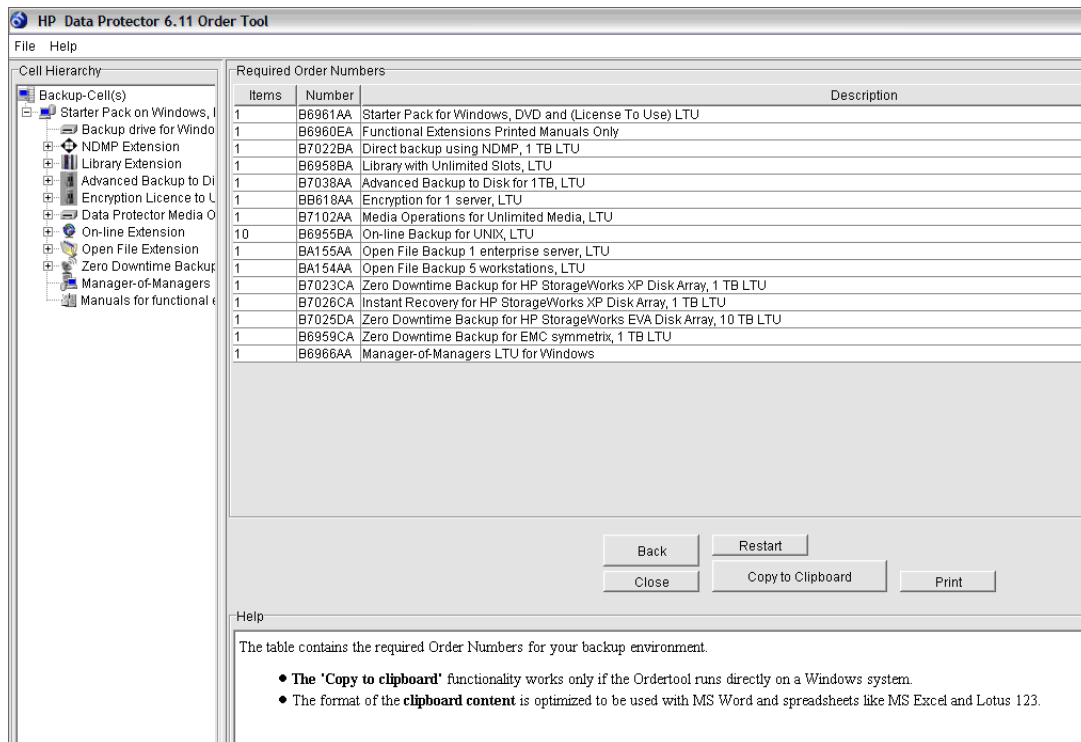 HP Data Protector 6.11 Order Tool
File Help
Cell Hierarchy
Backup-Cell(s)
Starter Pack on Windows,
Backup drive for Windo
NDMP Extension
Library Extension
Advanced Backup to Di
Encryption Licence to U
Data Protector Media O
On-line Extension
Open File Extension
Zero Downtime Backup
Manager-of-Managers
Manuals for functional e
Required Order Numbers
Items Number Description
1 B6961AA Starter Pack for Windows, DVD and (License To Use) LTU
1 B6960EA Functional Extensions Printed Manuals Only
1 B7022BA Direct backup using NDMP, 1 TB LTU
1 B6958BA Library with Unlimited Slots, LTU
1 B7038AA Advanced Backup to Disk for 1TB, LTU
1 BB618AA Encryption for 1 server, LTU
1 B7102AA Media Operations for Unlimited Media, LTU
10 B6955BA On-line Backup for UNIX, LTU
1 BA155AA Open File Backup 1 enterprise server, LTU
1 BA154AA Open File Backup 5 workstations, LTU
1 B7023CA Zero Downtime Backup for HP StorageWorks XP Disk Array, 1 TB LTU
1 B7026CA Instant Recovery for HP StorageWorks XP Disk Array, 1 TB LTU
1 B7025DA Zero Downtime Backup for HP StorageWorks EVA Disk Array, 10 TB LTU
1 B6959CA Zero Downtime Backup for EMC symmetrix, 1 TB LTU
1 B6966AA Manager-of-Managers LTU for Windows
Back Restart
Close Copy to Clipboard Print
Help
The table contains the required Order Numbers for your backup environment.
● The 'Copy to clipboard' functionality works only if the Ordertool runs directly on a Windows system.
● The format of the clipboard content is optimized to be used with MS Word and spreadsheets like MS Excel and Lotus 123.